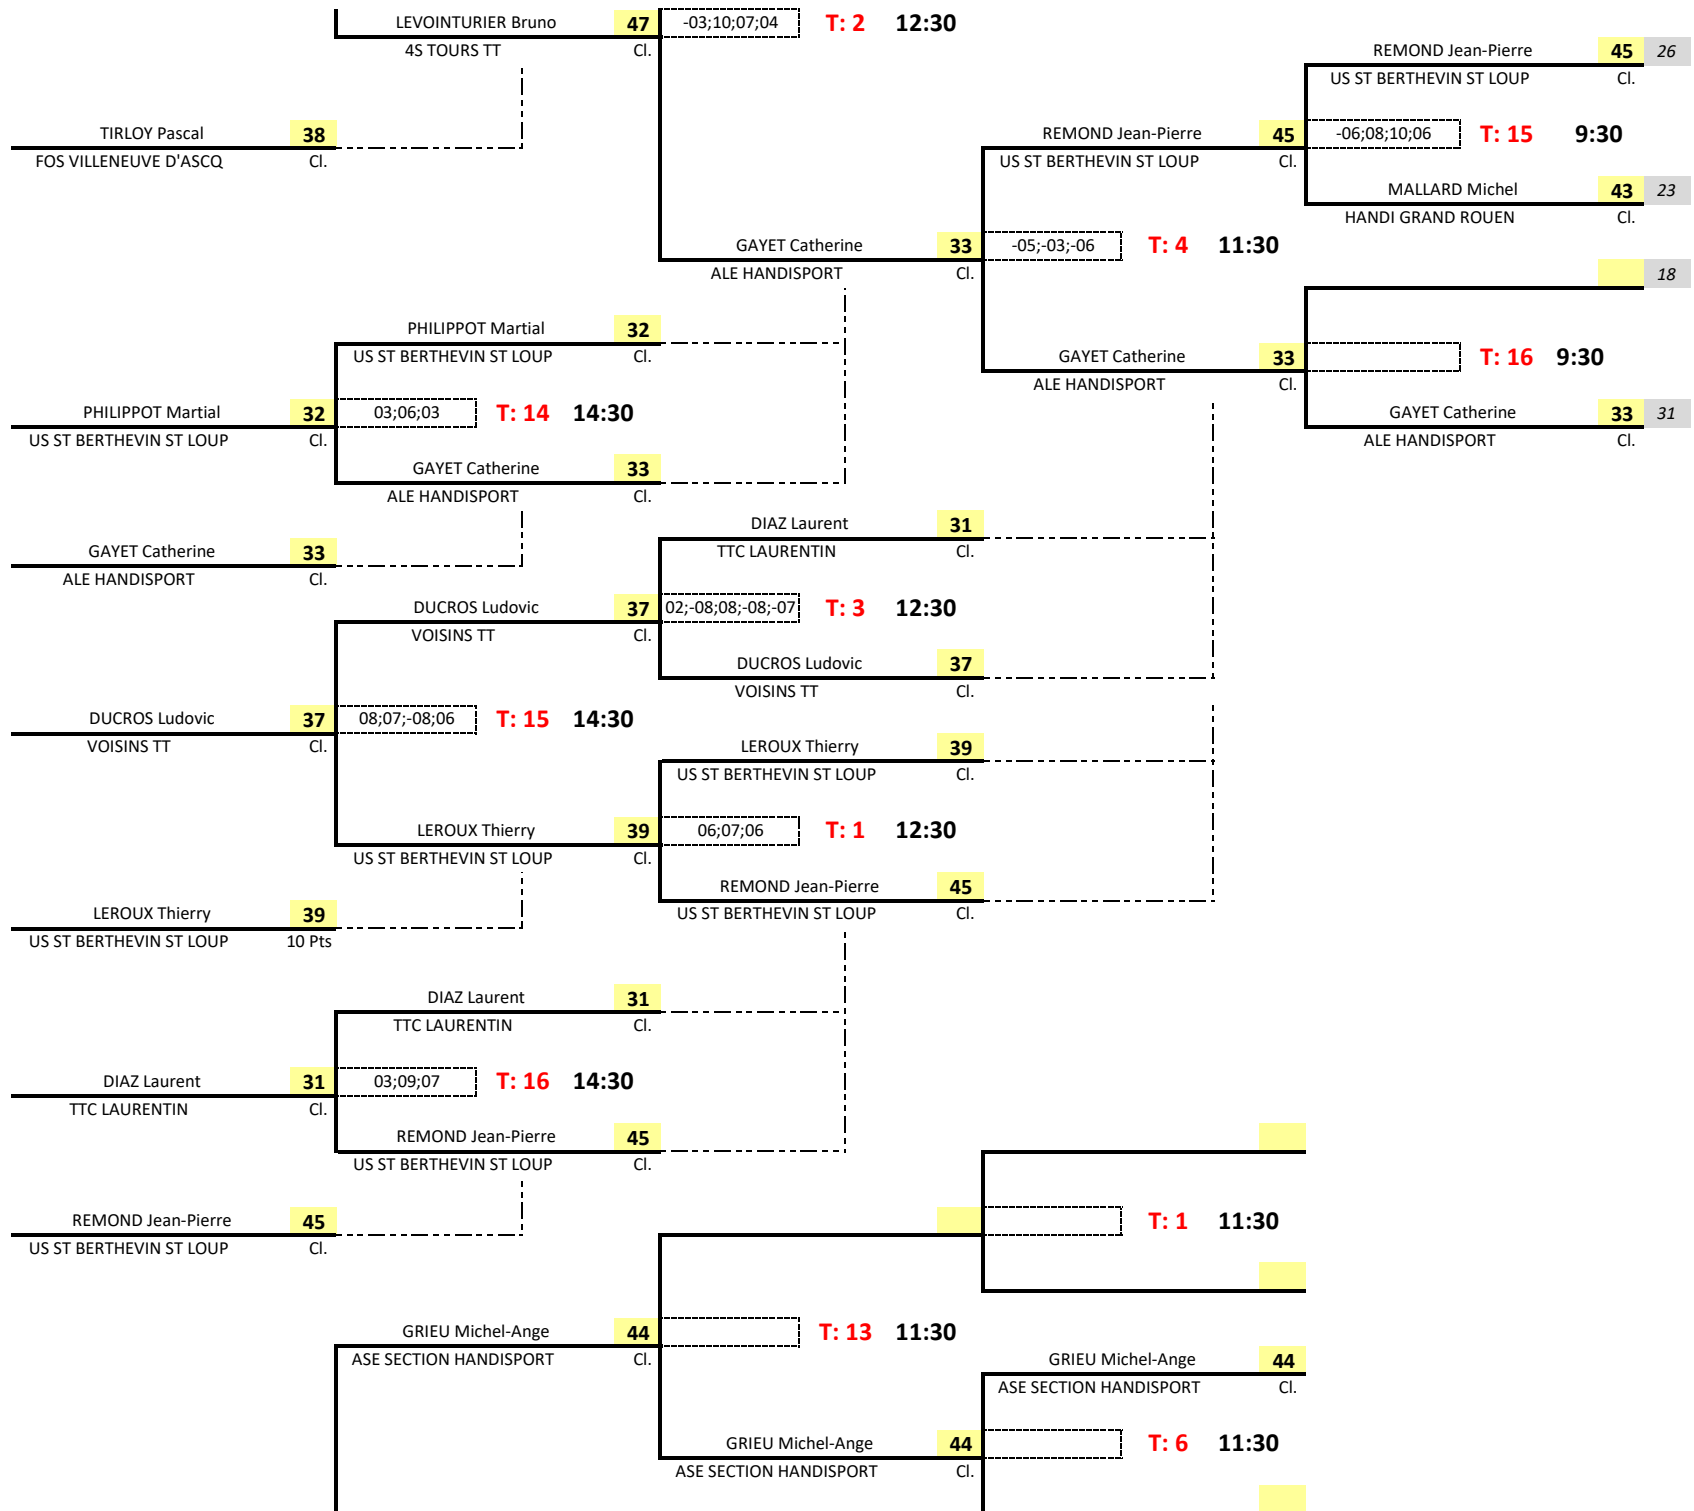 LEVOINTURIER Bruno 47 -03;10;07;04 T: 2 12:30
4S TOURS TT Cl.
REMOND Jean-Pierre 45 26
US ST BERTHEVIN ST LOUP Cl.
TIRLOY Pascal 38
FOS VILLENEUVE D'ASCQ Cl.
REMOND Jean-Pierre 45 -06;08;10;06 T: 15 9:30
US ST BERTHEVIN ST LOUP Cl.
MALLARD Michel 43 23
HANDI GRAND ROUEN Cl.
GAYET Catherine 33 -05;-03;-06 T: 4 11:30
ALE HANDISPORT Cl.
18
PHILIPPOT Martial 32
US ST BERTHEVIN ST LOUP Cl.
GAYET Catherine 33 T: 16 9:30
ALE HANDISPORT Cl.
PHILIPPOT Martial 32 03;06;03 T: 14 14:30
US ST BERTHEVIN ST LOUP Cl.
GAYET Catherine 33 31
ALE HANDISPORT Cl.
GAYET Catherine 33
ALE HANDISPORT Cl.
DIAZ Laurent 31
TTC LAURENTIN Cl.
GAYET Catherine 33
ALE HANDISPORT Cl.
DUCROS Ludovic 37 02;-08;08;-08;-07 T: 3 12:30
VOISINS TT Cl.
DUCROS Ludovic 37
VOISINS TT Cl.
DUCROS Ludovic 37 08;07;-08;06 T: 15 14:30
VOISINS TT Cl.
LEROUX Thierry 39
US ST BERTHEVIN ST LOUP Cl.
LEROUX Thierry 39 06;07;06 T: 1 12:30
US ST BERTHEVIN ST LOUP Cl.
REMOND Jean-Pierre 45
US ST BERTHEVIN ST LOUP Cl.
LEROUX Thierry 39
US ST BERTHEVIN ST LOUP 10 Pts
DIAZ Laurent 31
TTC LAURENTIN Cl.
DIAZ Laurent 31 03;09;07 T: 16 14:30
TTC LAURENTIN Cl.
REMOND Jean-Pierre 45
US ST BERTHEVIN ST LOUP Cl.
REMOND Jean-Pierre 45
US ST BERTHEVIN ST LOUP Cl.
T: 1 11:30
GRIEU Michel-Ange 44 T: 13 11:30
ASE SECTION HANDISPORT Cl.
GRIEU Michel-Ange 44
ASE SECTION HANDISPORT Cl.
GRIEU Michel-Ange 44 T: 6 11:30
ASE SECTION HANDISPORT Cl.